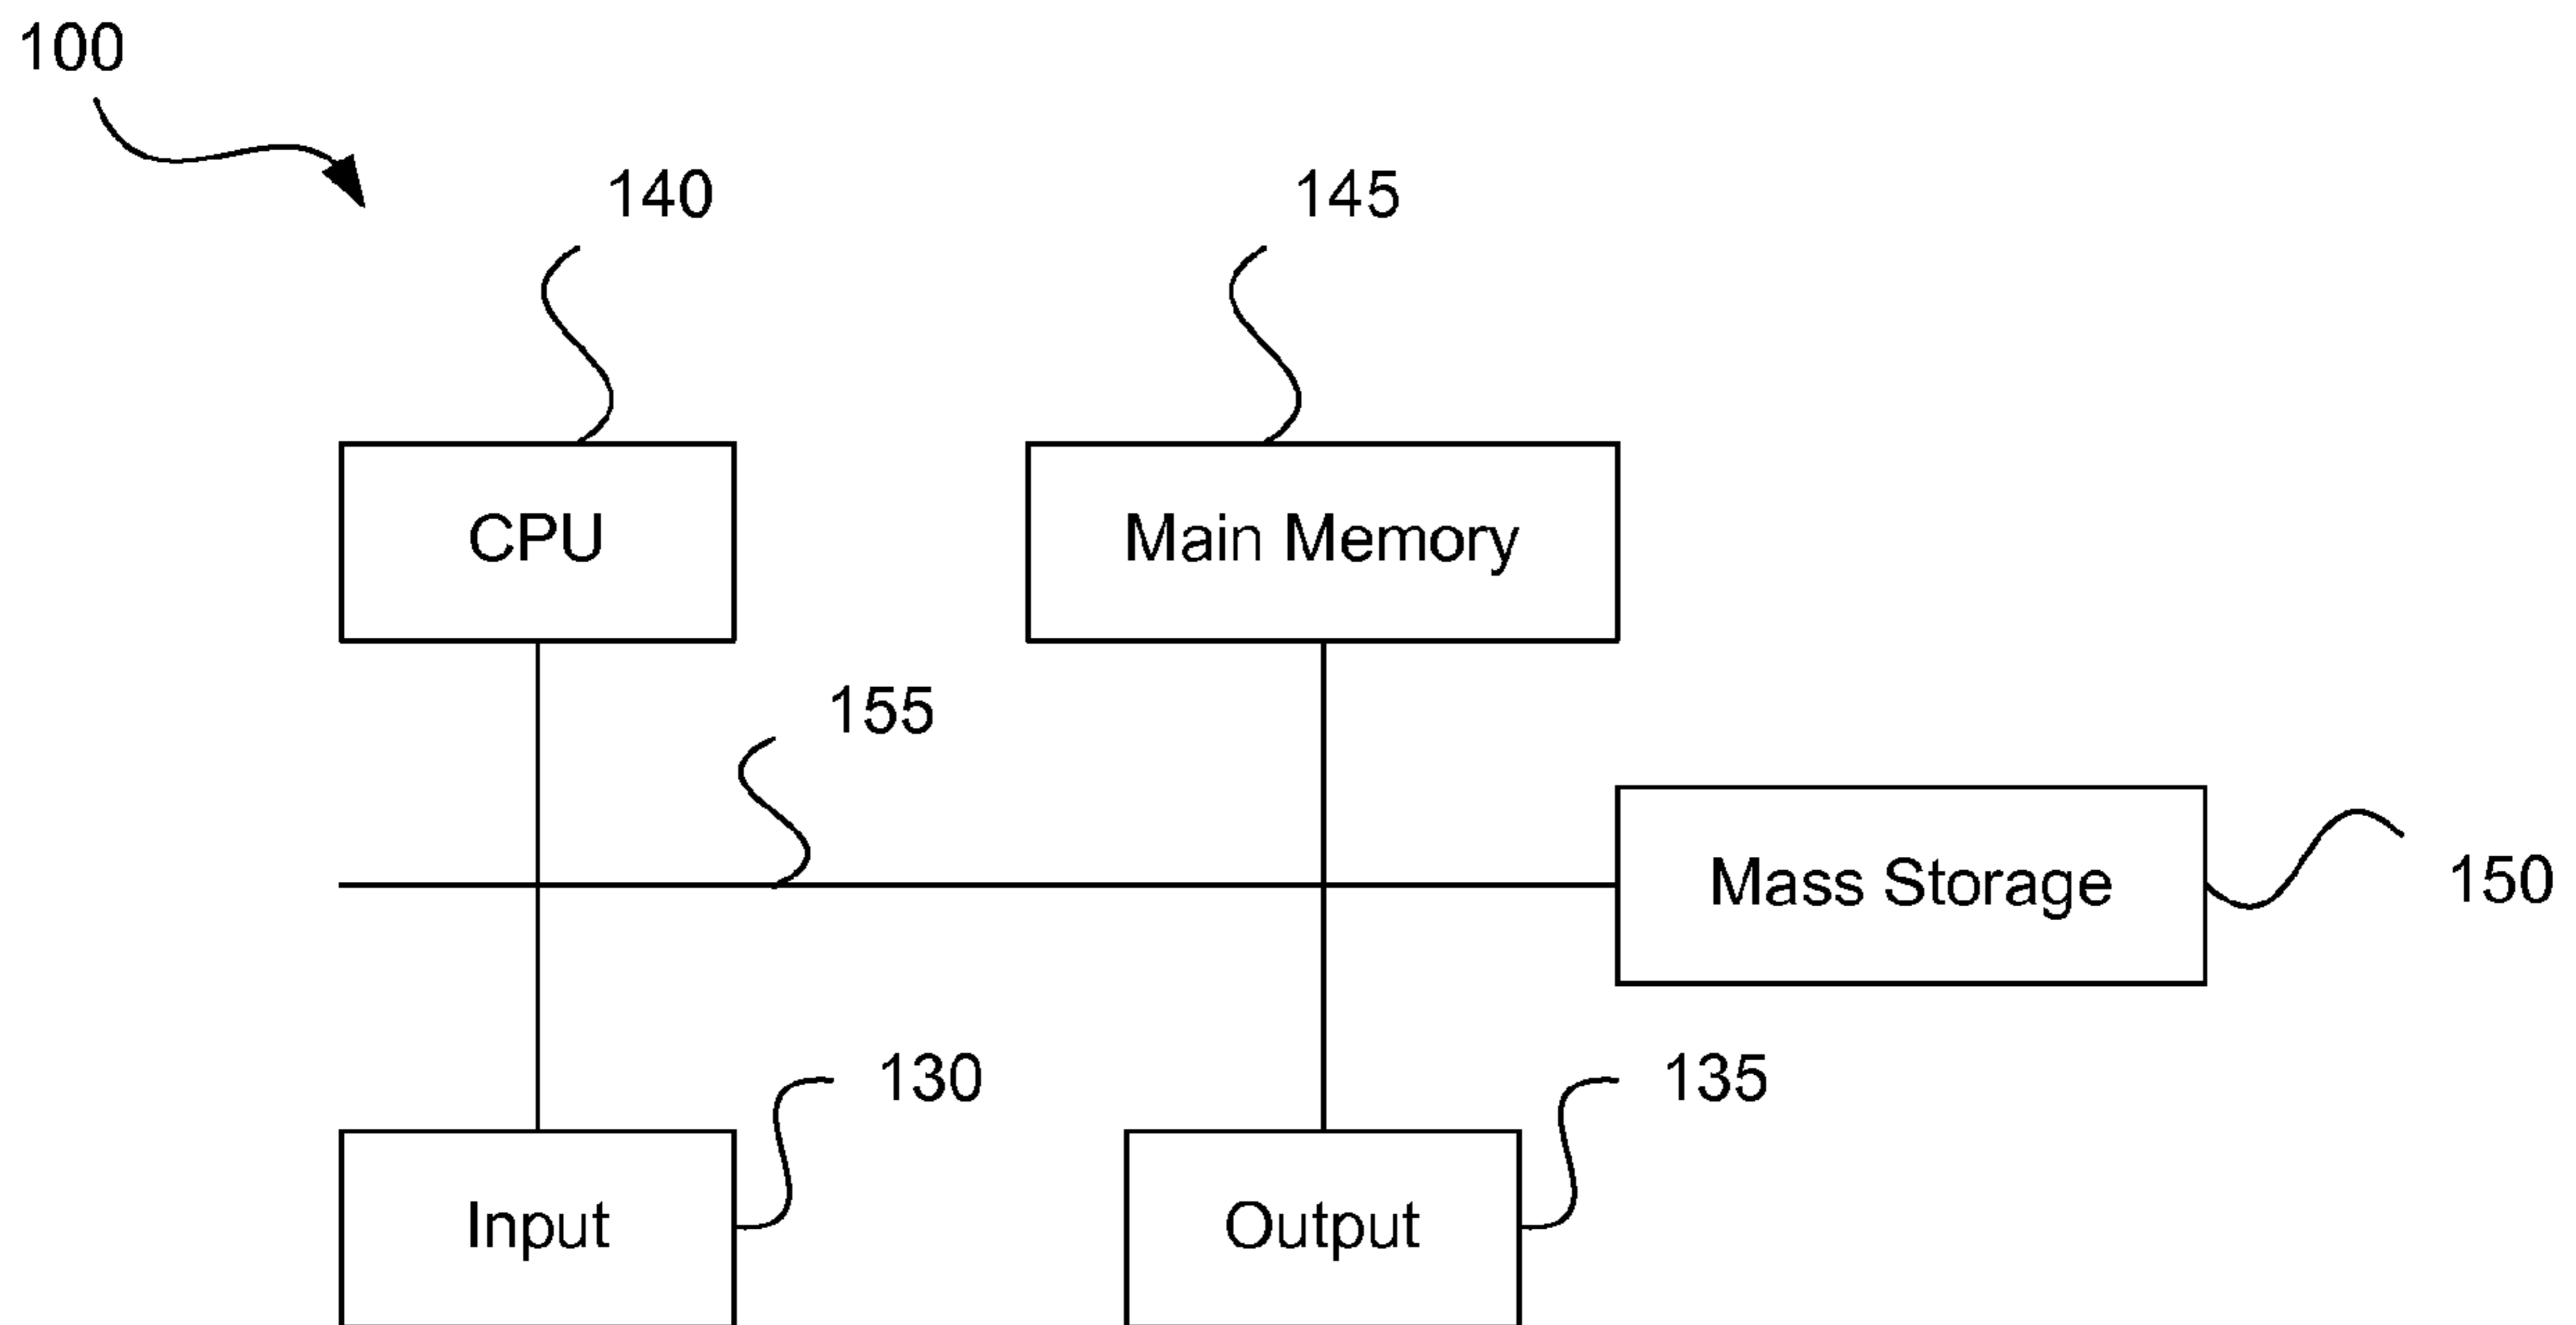 100
140
145
CPU
Main Memory
155
Mass Storage
150
130
135
Input
Output